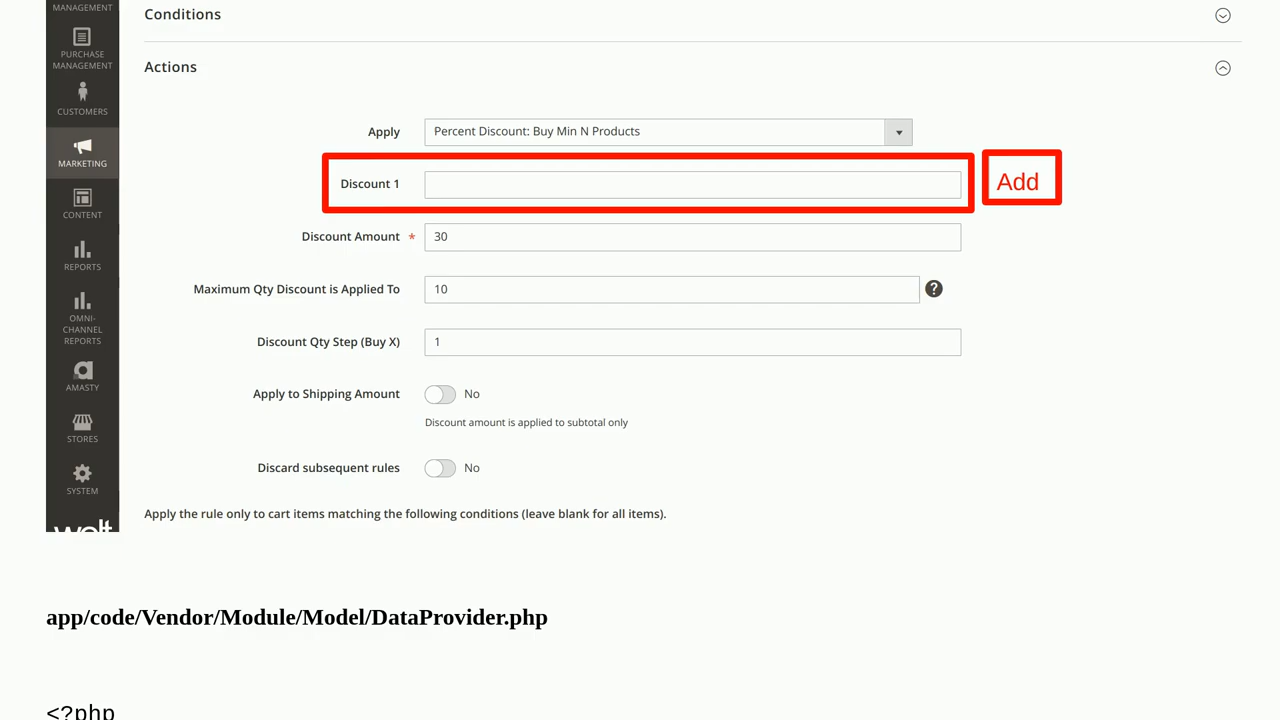 MANAGEMENT
Conditions
PURCHASE
MANAGEMENT
Actions
CUSTOMERS
Apply
Percent Discount: Buy Min N Products
MARKETING
Discount 1
Add
CONTENT
Discount Amount *
30
REPORTS
Maximum Qty Discount is Applied To
10
?
OMNI-
CHANNEL
REPORTS
Discount Qty Step (Buy X)
1
AMASTY
Apply to Shipping Amount
No
Discount amount is applied to subtotal only
STORES
Discard subsequent rules
No
SYSTEM
Apply the rule only to cart items matching the following conditions (leave blank for all items).
welt
app/code/Vendor/Module/Model/DataProvider.php
<?php